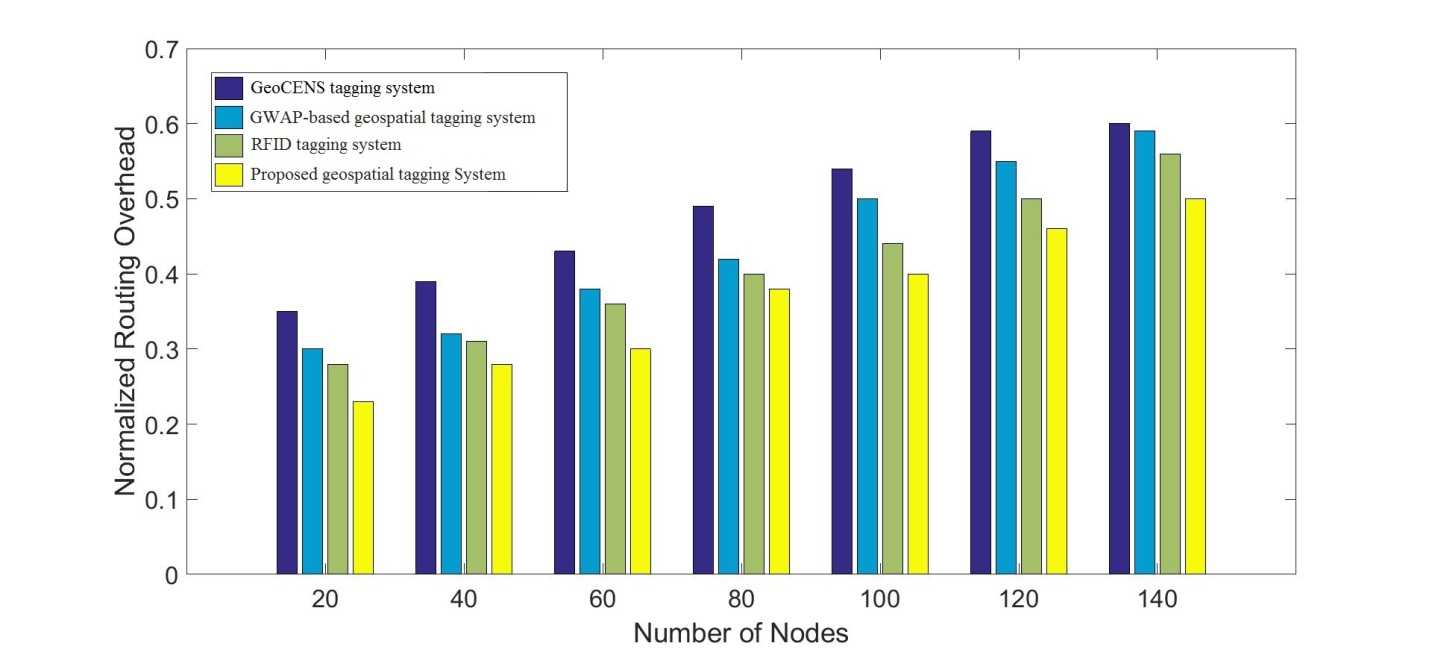 0.7
0.6
0.5
0.4
0.3
0.2
0.1
0
Normalized Routing Overhead
GeoCENS tagging system
GWAP-based geospatial tagging system
RFID tagging system
Proposed geospatial tagging System
20 40 60 80 100 120 140
Number of Nodes